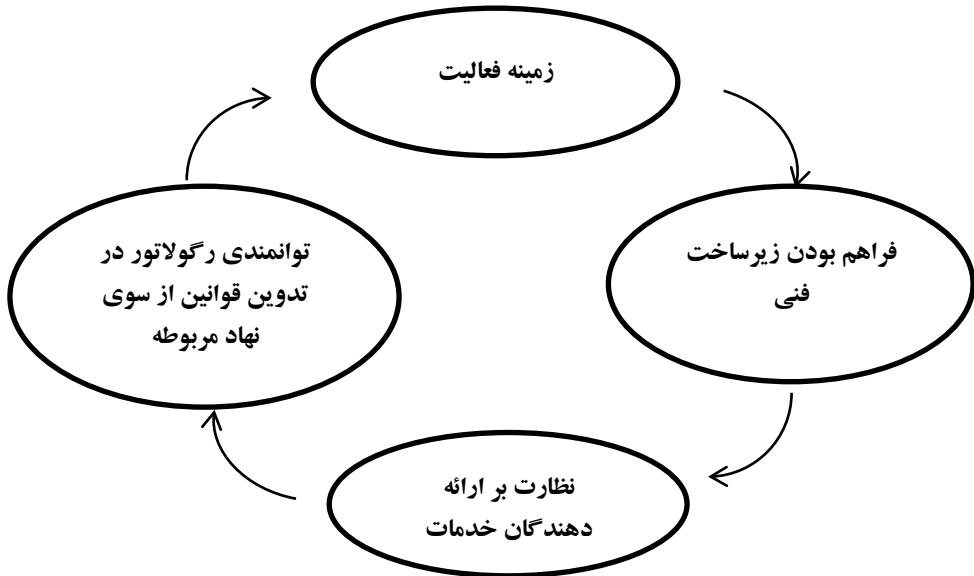 زمینه فعالیت
فراهم بودن زیرساخت
فنی
نظارت بر ارائه
دهندگان خدمات
توانمندی رگولاتور در
تدوین قوانین از سوی
نهاد مربوطه